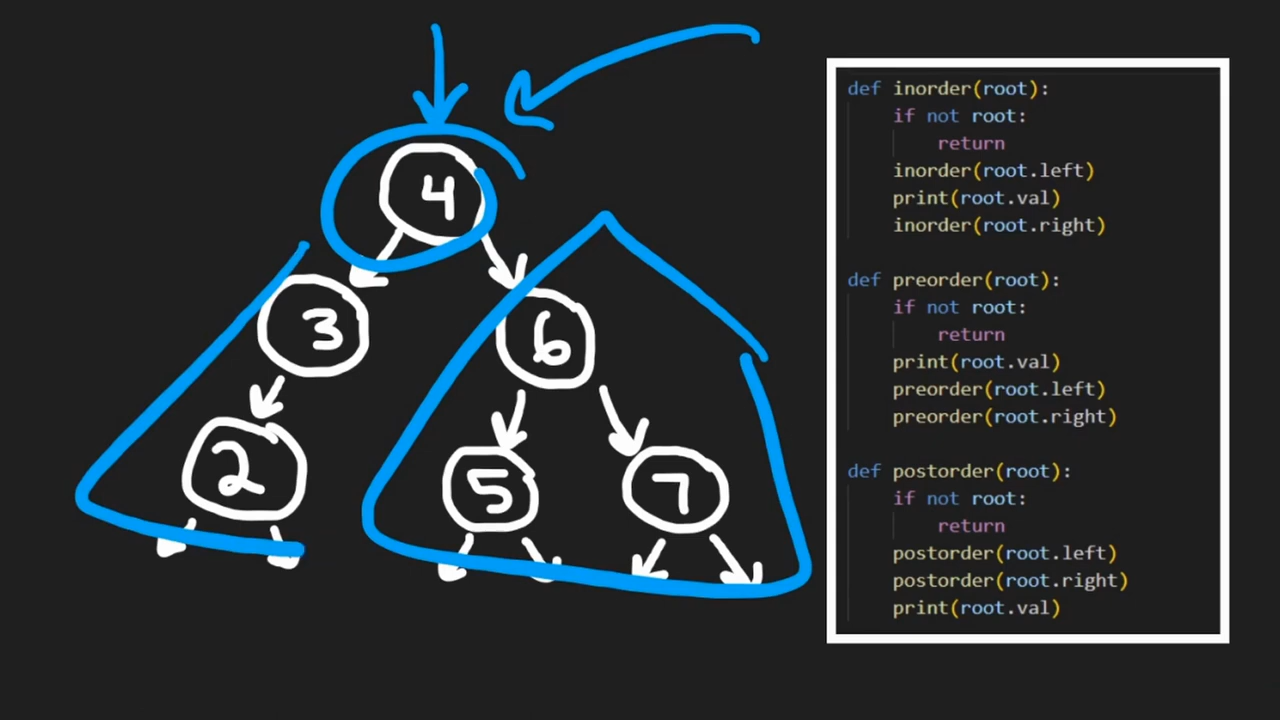 4
3
6
2
5
7
def inorder(root):
    if not root:
        return
    inorder(root.left)
    print(root.val)
    inorder(root.right)
def preorder(root):
    if not root:
        return
    print(root.val)
    preorder(root.left)
    preorder(root.right)
def postorder(root):
    if not root:
        return
    postorder(root.left)
    postorder(root.right)
    print(root.val)